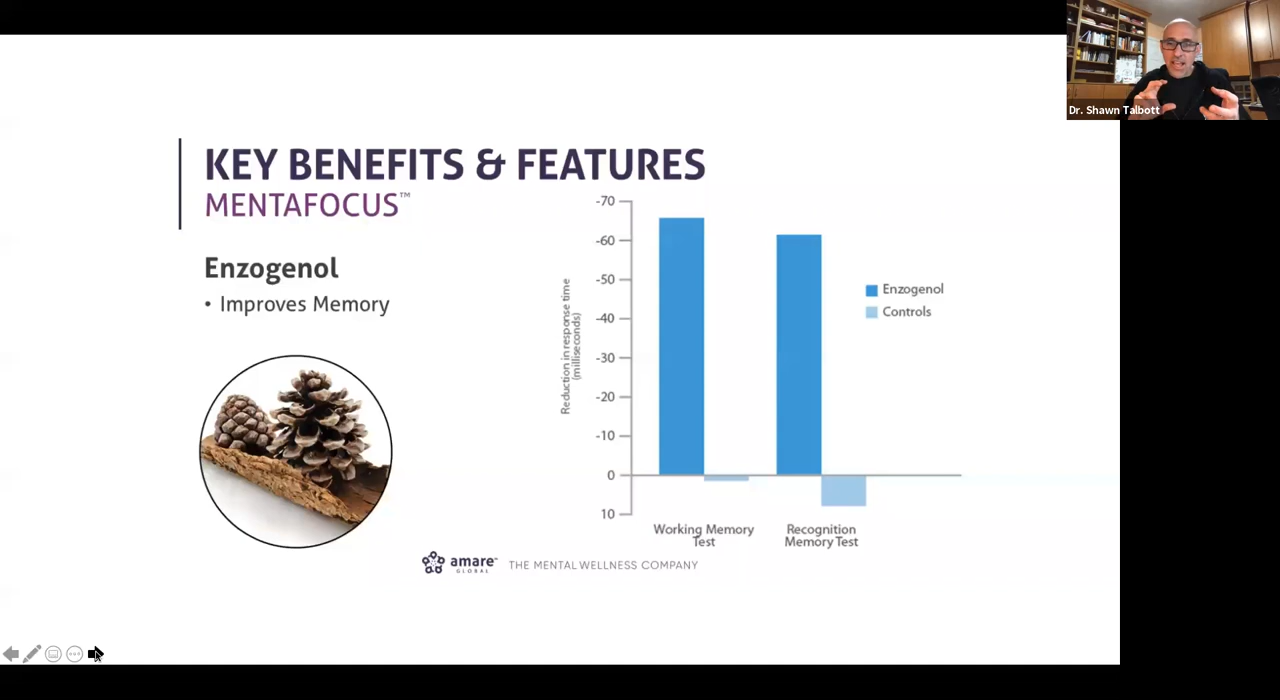 Dr. Shawn Talbott
KEY BENEFITS & FEATURES
MENTAFOCUS™
Enzogenol
• Improves Memory
Reduction in response time
(milliseconds)
-70
-60
-50
-40
-30
-20
-10
0
10
Enzogenol
Controls
Working Memory
Test
Recognition
Memory Test
amare™
GLOBAL
THE MENTAL WELLNESS COMPANY